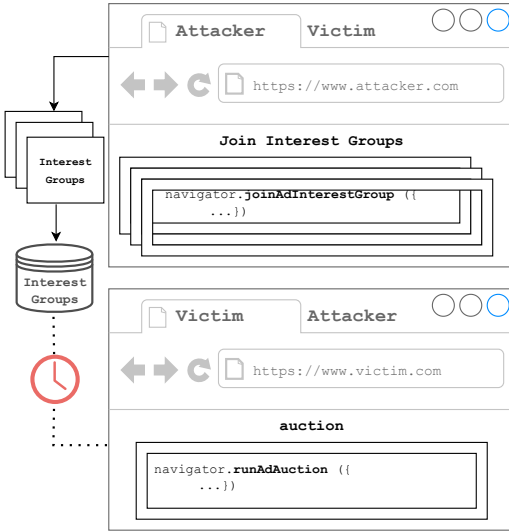 Attacker Victim
https://www.attacker.com
Join Interest Groups
Interest
Groups
navigator.joinAdInterestGroup ({
...})
Interest
Groups
Victim Attacker
https://www.victim.com
auction
navigator.runAdAuction ({
...})